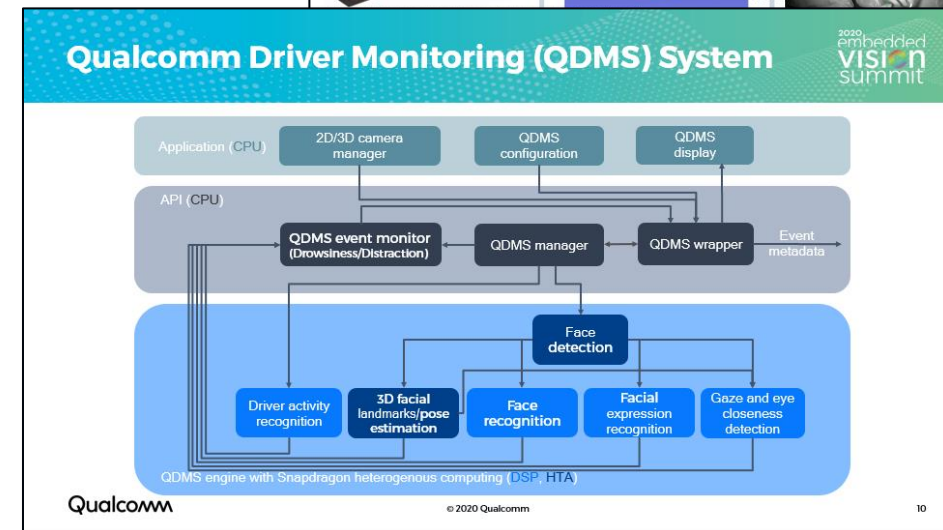 Qualcomm Driver Monitoring (QDMS) System
2020
embedded
VISION
summit
Application (CPU)
2D/3D camera
manager
QDMS
configuration
QDMS
display
API (CPU)
QDMS event monitor
(Drowsiness/Distraction)
QDMS manager
QDMS wrapper
Event
metadata
Face
detection
Driver activity
recognition
3D facial
landmarks/pose
estimation
Face
recognition
Facial
expression
recognition
Gaze and eye
closeness
detection
QDMS engine with Snapdragon heterogenous computing (DSP, HTA)
Qualcomm
© 2020 Qualcomm
10